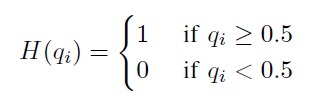 H(q_i) = { 1 if q_i ≥ 0.5
0 if q_i < 0.5